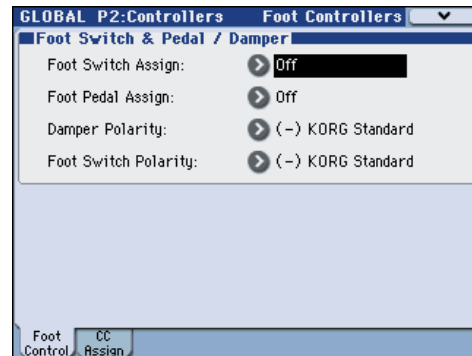 GLOBAL P2:Controllers Foot Controllers
Foot Switch & Pedal / Damper
Foot Switch Assign: Off
Foot Pedal Assign: Off
Damper Polarity: (-) KORG Standard
Foot Switch Polarity: (-) KORG Standard
Foot Control
CC Assign